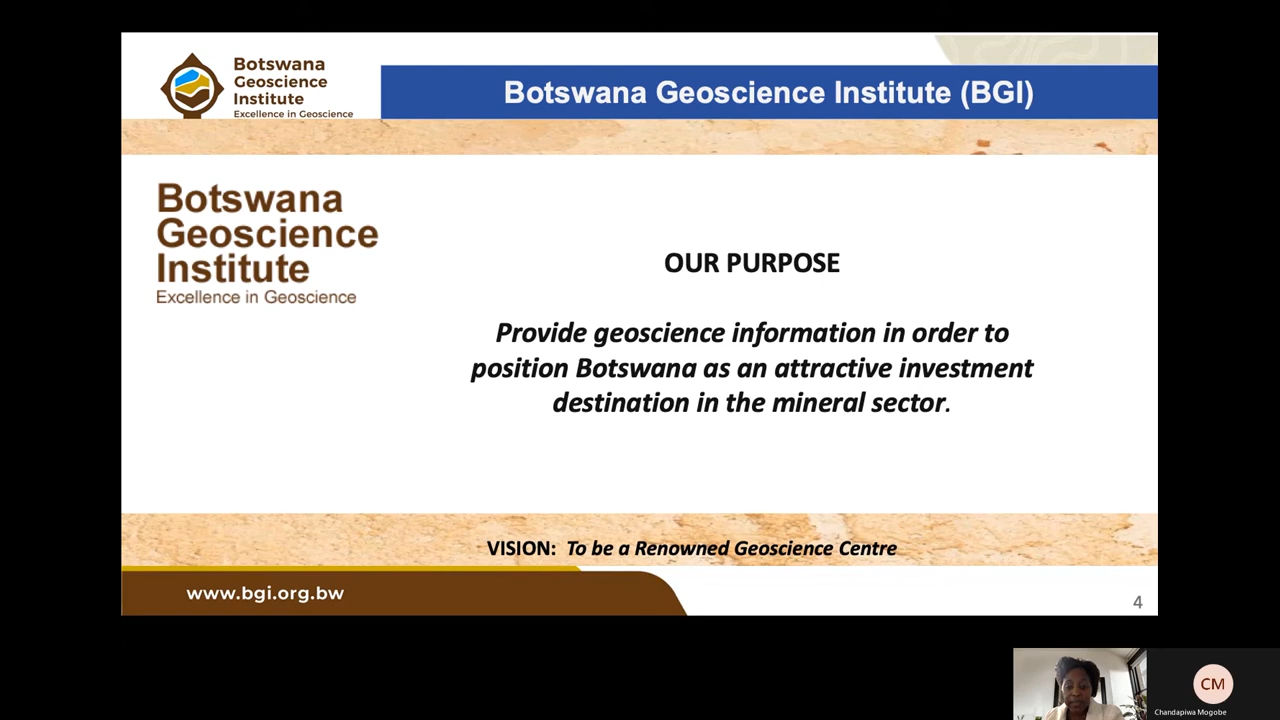 Botswana
Geoscience
Institute
Excellence in Geoscience
Botswana Geoscience Institute (BGI)
Botswana
Geoscience
Institute
Excellence in Geoscience
OUR PURPOSE
Provide geoscience information in order to
position Botswana as an attractive investment
destination in the mineral sector.
VISION: To be a Renowned Geoscience Centre
www.bgi.org.bw
4
CM
Chandapiwa Mogobe